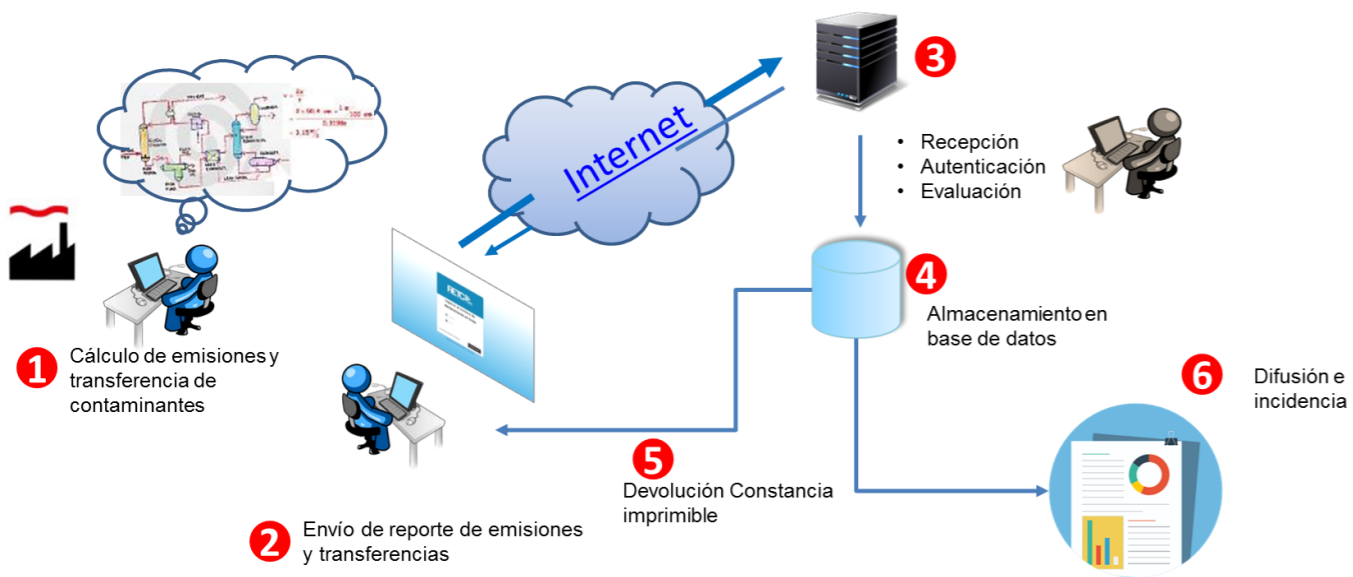 1
Cálculo de emisiones y
transferencia de
contaminantes
2
Envío de reporte de emisiones
y transferencias
Internet
RETC
3
• Recepción
• Autenticación
• Evaluación
4
Almacenamiento en
base de datos
5
Devolución Constancia
imprimible
6
Difusión e
incidencia